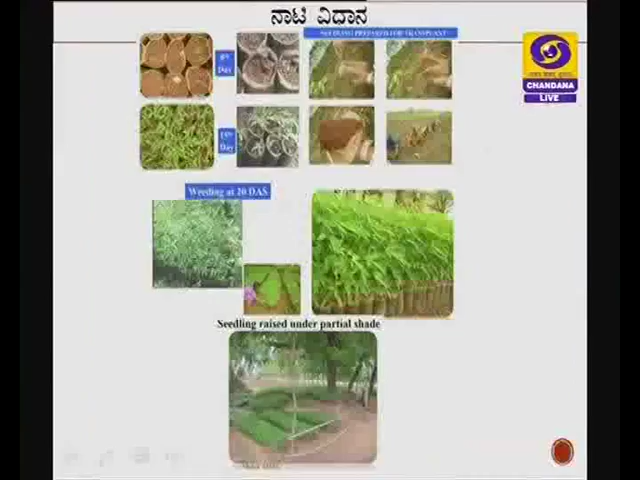 ನಾಟಿ ವಿಧಾನ
SEEDLING PREPARED FOR TRANSPLANT
8th
Day
CHANDANA
LIVE
15th
Day
Weeding at 20 DAS
Seedling raised under partial shade